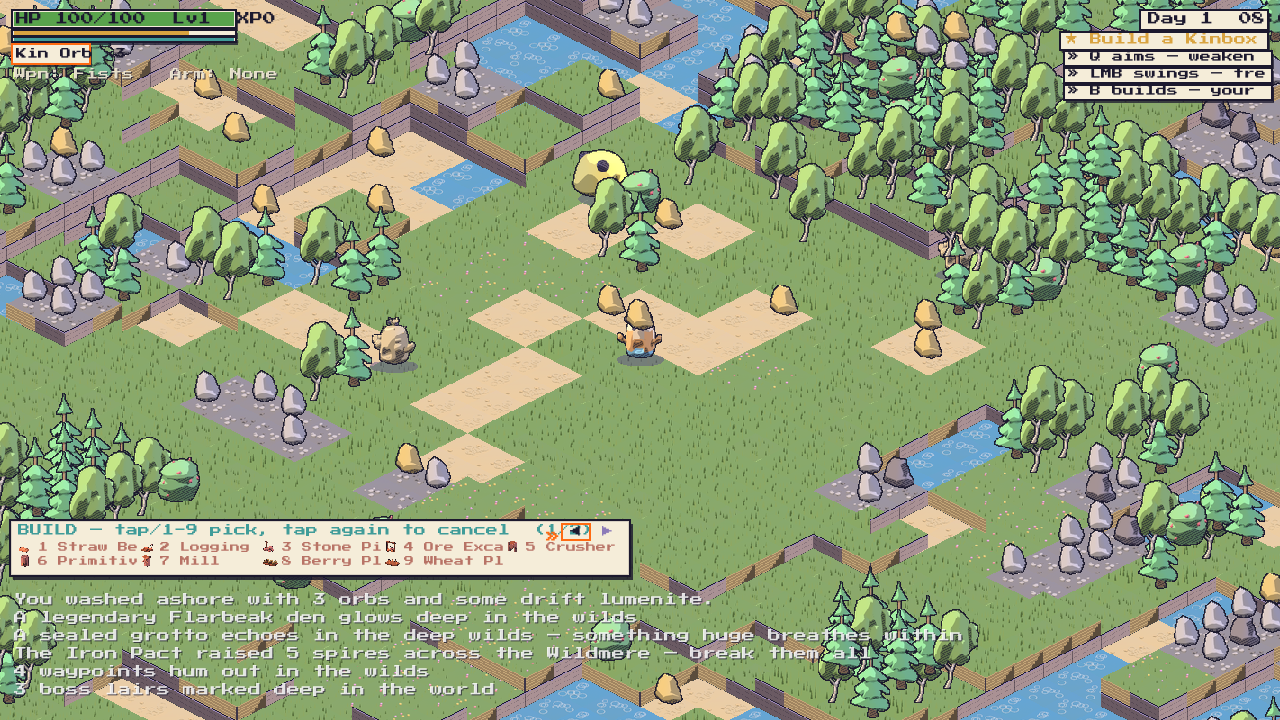 HP 100/100 Lv1 XP0
Day 1 08
Kin Orb 3
★ Build a Kinbox
» Q aims — weaken
Wpn: Fists Arm: None
» LMB swings — tre
» B builds — your
BUILD — tap/1-9 pick, tap again to cancel (1
1 Straw Be 2 Logging 3 Stone Pi 4 Ore Exca 5 Crusher
6 Primitiv 7 Mill 8 Berry Pl 9 Wheat Pl
You washed ashore with 3 orbs and some drift lumenite.
A legendary Flarbeak den glows deep in the wilds
A sealed grotto echoes in the deep wilds — something huge breathes within
The Iron Pact raised 5 spires across the Wildmere — break them all
4 waypoints hum out in the wilds
3 boss lairs marked deep in the world